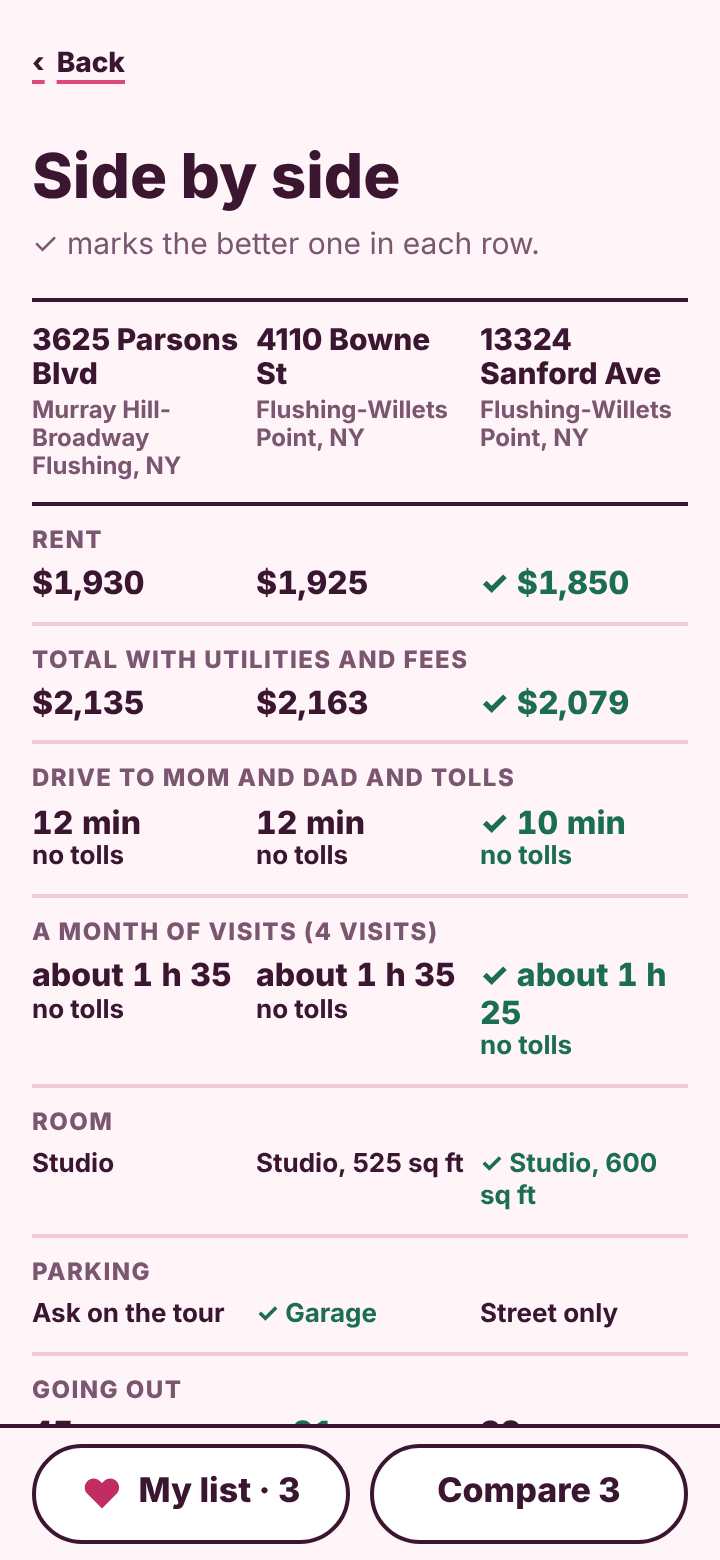 ‹ Back
Side by side
✓ marks the better one in each row.
3625 Parsons Blvd
Murray Hill-Broadway Flushing, NY
4110 Bowne St
Flushing-Willets Point, NY
13324 Sanford Ave
Flushing-Willets Point, NY
RENT
$1,930 $1,925 ✓ $1,850
TOTAL WITH UTILITIES AND FEES
$2,135 $2,163 ✓ $2,079
DRIVE TO MOM AND DAD AND TOLLS
12 min 12 min ✓ 10 min
no tolls no tolls no tolls
A MONTH OF VISITS (4 VISITS)
about 1 h 35 about 1 h 35 ✓ about 1 h 25
no tolls no tolls no tolls
ROOM
Studio Studio, 525 sq ft ✓ Studio, 600 sq ft
PARKING
Ask on the tour ✓ Garage Street only
GOING OUT
My list · 3 Compare 3